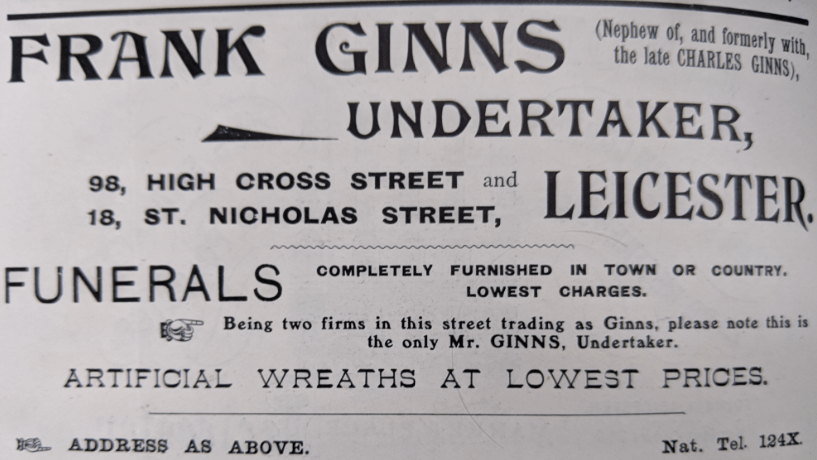 FRANK GINNS
(Nephew of, and formerly with,
the late CHARLES GINNS),
UNDERTAKER,
98, HIGH CROSS STREET and
18, ST. NICHOLAS STREET,
LEICESTER.
FUNERALS
COMPLETELY FURNISHED IN TOWN OR COUNTRY.
LOWEST CHARGES.
Being two firms in this street trading as Ginns, please note this is
the only Mr. GINNS, Undertaker.
ARTIFICIAL WREATHS AT LOWEST PRICES.
ADDRESS AS ABOVE.
Nat. Tel. 124X.